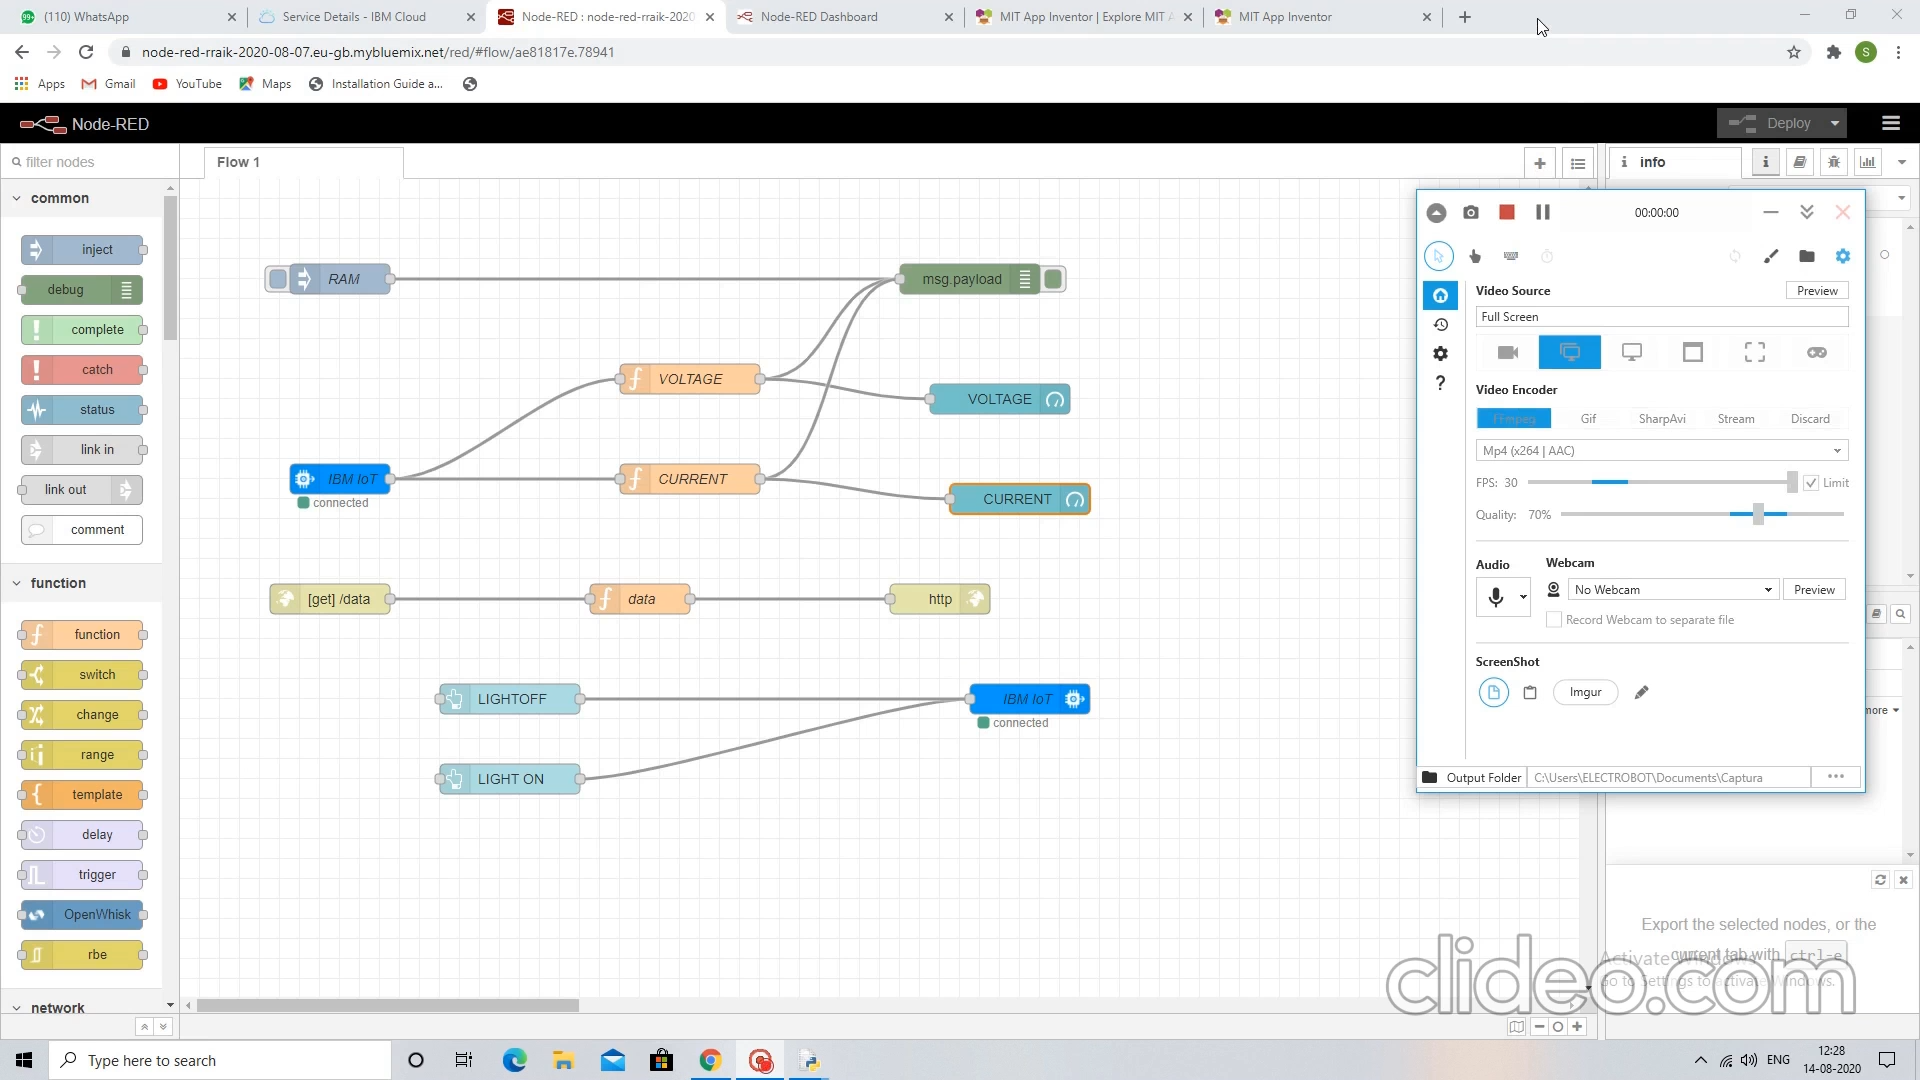 (110) WhatsApp
Service Details - IBM Cloud
Node-RED : node-red-rraik-2020
Node-RED Dashboard
MIT App Inventor | Explore MIT A
MIT App Inventor
node-red-rraik-2020-08-07.eu-gb.mybluemix.net/red/#flow/ae81817e.78941
S
Apps
Gmail
YouTube
Maps
Installation Guide a...
Node-RED
Deploy
filter nodes
Flow 1
info
common
inject
debug
complete
catch
status
link in
link out
comment
function
function
switch
change
range
template
delay
trigger
OpenWhisk
rbe
network
RAM
msg.payload
VOLTAGE
VOLTAGE
IBM IoT
connected
CURRENT
CURRENT
[get] /data
data
http
LIGHTOFF
IBM IoT
connected
LIGHT ON
00:00:00
Video Source
Preview
Full Screen
Video Encoder
FFmpeg
Gif
SharpAvi
Stream
Discard
Mp4 (x264 | AAC)
FPS: 30
Limit
Quality: 70%
Audio
Webcam
No Webcam
Preview
Record Webcam to separate file
ScreenShot
Imgur
Output Folder
C:\Users\ELECTROBOT\Documents\Captura
more
Export the selected nodes, or the
current tab with ctrl-e
Activate Windows
Go to Settings to activate Windows.
clideo.com
Type here to search
ENG
12:28
14-08-2020